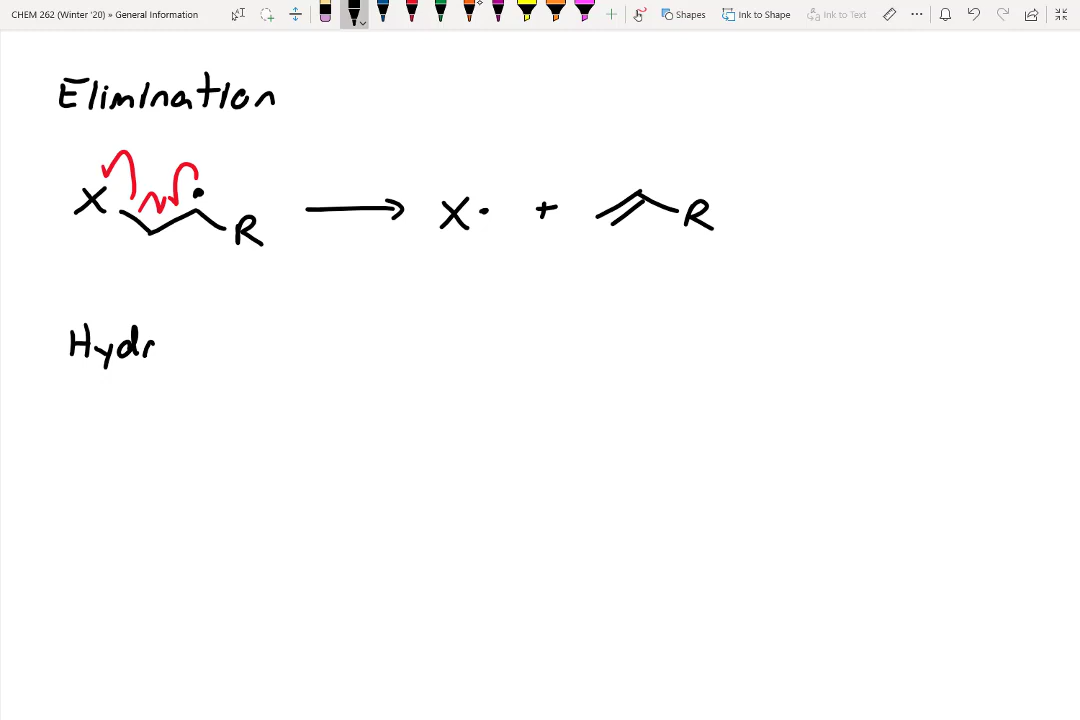 CHEM 262 (Winter '20) » General Information
Shapes
Ink to Shape
Ink to Text
Elimination
X R X· + R
Hydr